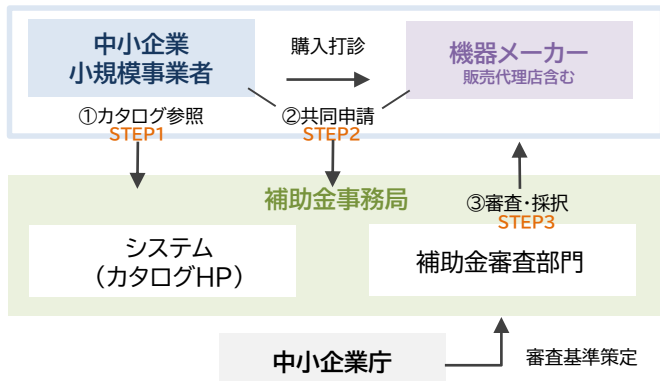 中小企業
小規模事業者
購入打診
機器メーカー
販売代理店含む
①カタログ参照
STEP1
②共同申請
STEP2
補助金事務局
③審査・採択
STEP3
システム
（カタログHP）
補助金審査部門
中小企業庁
審査基準策定